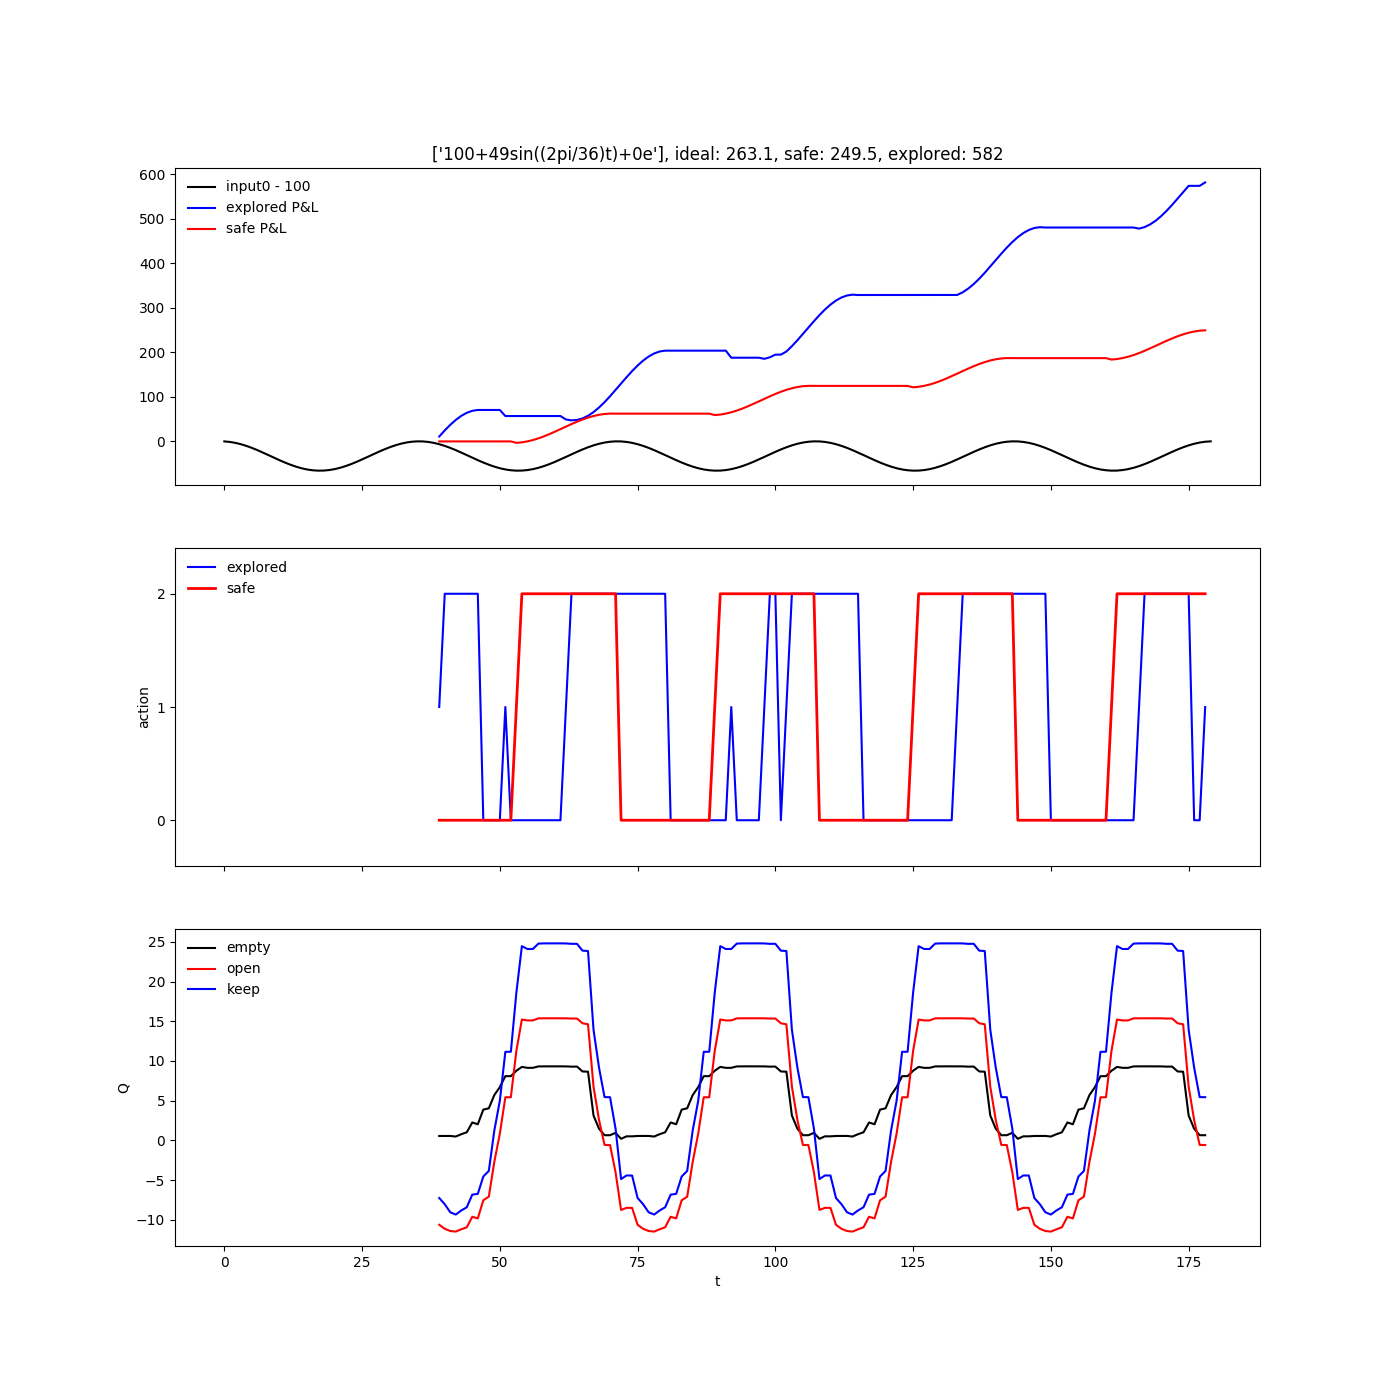 ['100+49sin((2pi/36)t)+0e'], ideal: 263.1, safe: 249.5, explored: 582
input0 - 100
explored P&L
safe P&L
600
500
400
300
200
100
0
explored
safe
action
2
1
0
empty
open
keep
Q
25
20
15
10
5
0
−5
−10
0 25 50 75 100 125 150 175
t